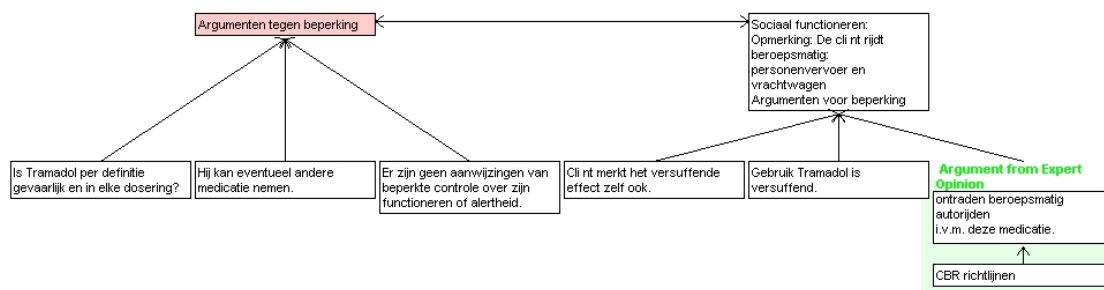 Argumenten tegen beperking
Sociaal functioneren:
Opmerking: De cli nt rijdt
beroepsmatig:
personenvervoer en
vrachtwagen
Argumenten voor beperking
Is Tramadol per definitie
gevaarlijk en in elke dosering?
Hij kan eventueel andere
medicatie nemen.
Er zijn geen aanwijzingen van
beperkte controle over zijn
functioneren of alertheid.
Cli nt merkt het versuffende
effect zelf ook.
Gebruik Tramadol is
versuffend.
Argument from Expert
Opinion
ontraden beroepsmatig
autorijden
i.v.m. deze medicatie.
CBR richtlijnen